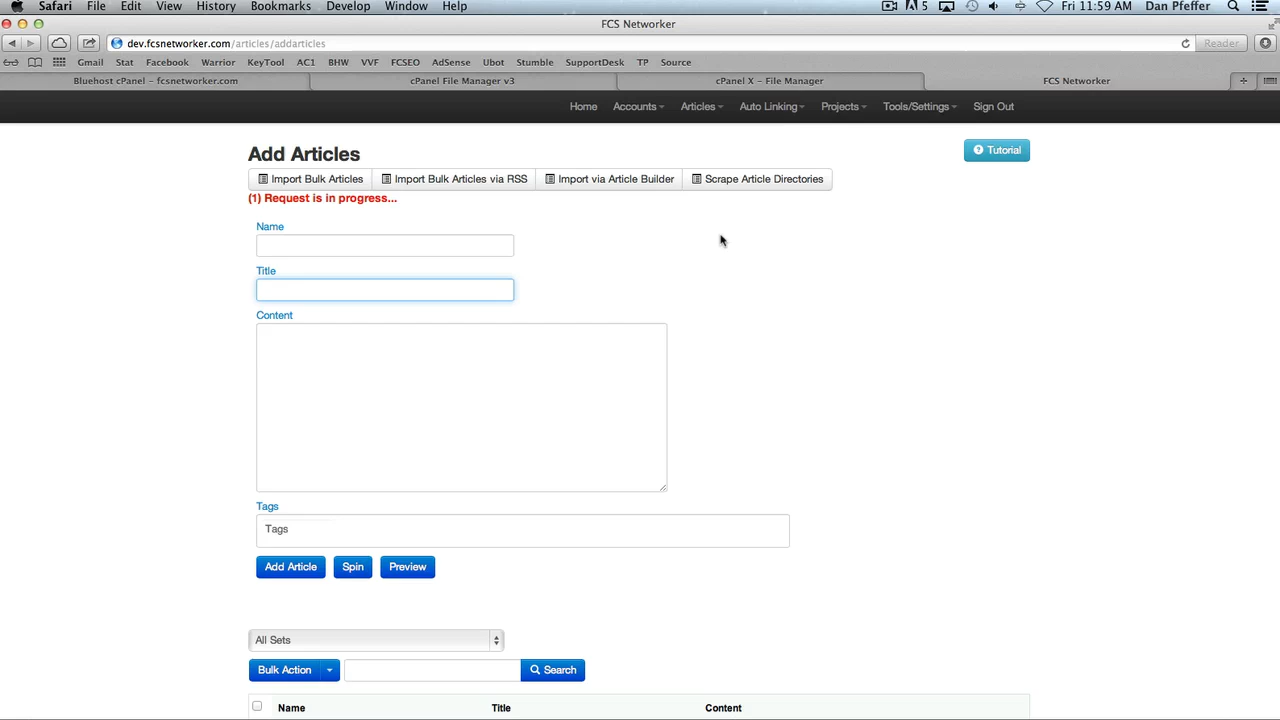 Safari File Edit View History Bookmarks Develop Window Help 5 Fri 11:59 AM Dan Pfeffer
FCS Networker
dev.fcsnetworker.com/articles/addarticles Reader
Gmail Stat Facebook Warrior KeyTool AC1 BHW VVF FCSEO AdSense Ubot Stumble SupportDesk TP Source
Bluehost cPanel – fcsnetworker.com cPanel File Manager v3 cPanel X – File Manager FCS Networker
Home Accounts Articles Auto Linking Projects Tools/Settings Sign Out
Add Articles
Tutorial
Import Bulk Articles Import Bulk Articles via RSS Import via Article Builder Scrape Article Directories
(1) Request is in progress...
Name
Title
Content
Tags
Tags
Add Article Spin Preview
All Sets
Bulk Action Search
Name Title Content